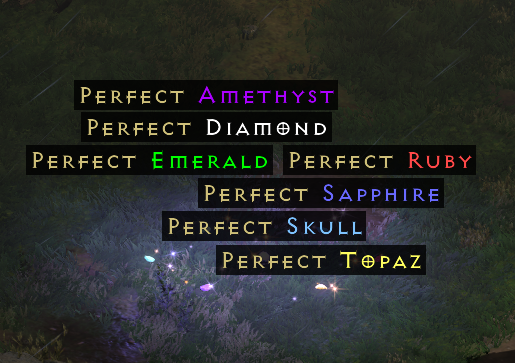 Perfect Amethyst
Perfect Diamond
Perfect Emerald Perfect Ruby
Perfect Sapphire
Perfect Skull
Perfect Topaz